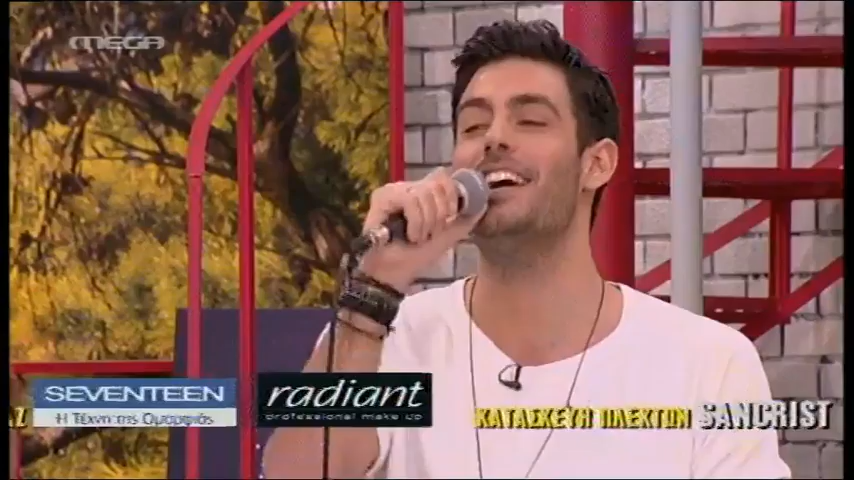 MEGA
SEVENTEEN
Η Τέχνη της Ομορφιάς
radiant
professional make up
ΚΑΤΑΣΚΕΥΗ ΠΛΕΚΤΩΝ SANCRIST